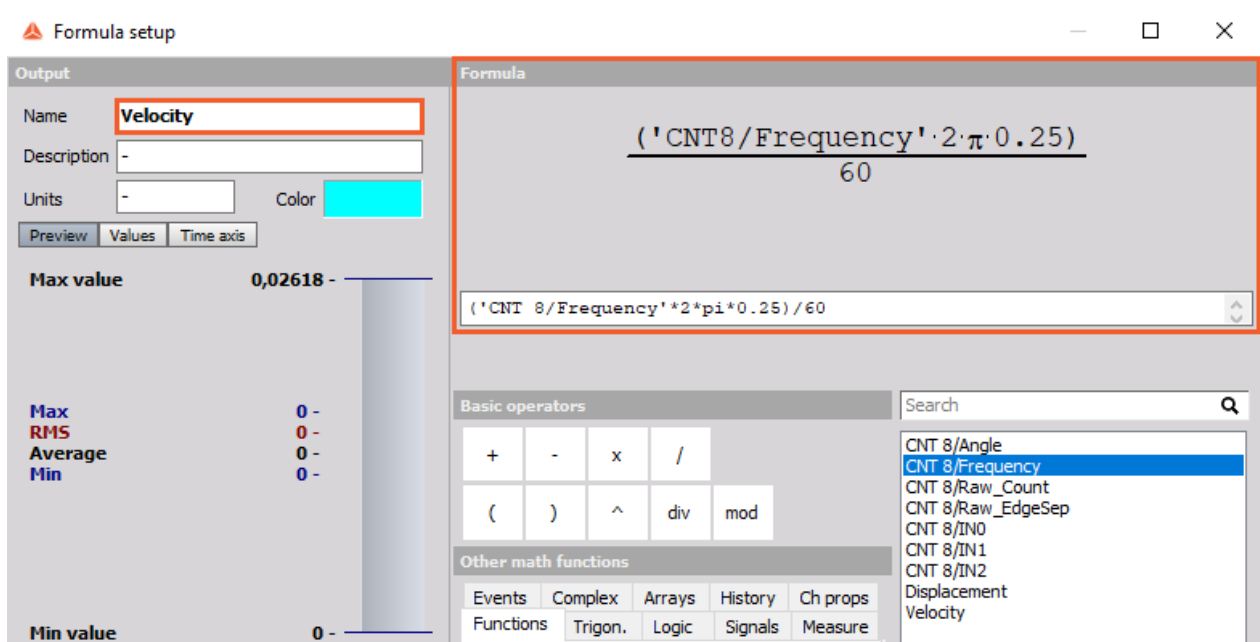 Formula setup
Output
Name Velocity
Description -
Units - Color
Preview Values Time axis
Max value 0,02618 -
Max 0 -
RMS 0 -
Average 0 -
Min 0 -
Min value 0 -
Formula
('CNT8/Frequency'·2·π·0.25)
60
('CNT 8/Frequency'*2*pi*0.25)/60
Basic operators
+ - x /
( ) ^ div mod
Other math functions
Events Complex Arrays History Ch props
Functions Trigon. Logic Signals Measure
Search
CNT 8/Angle
CNT 8/Frequency
CNT 8/Raw_Count
CNT 8/Raw_EdgeSep
CNT 8/IN0
CNT 8/IN1
CNT 8/IN2
Displacement
Velocity